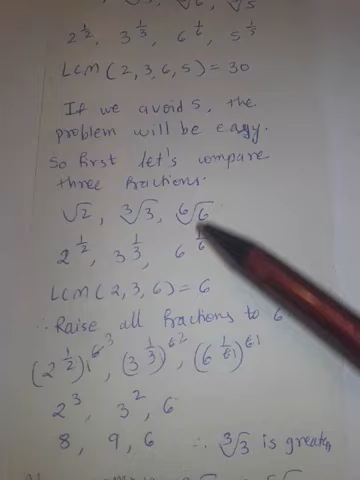 2^{1/2}, 3^{1/3}, 6^{1/6}, 5^{1/5}
LCM (2, 3, 6, 5) = 30
If we avoid 5, the
problem will be eagy.
So first let's compare
three fractions.
√2, ∛3, ⁶√6
2^{1/2}, 3^{1/3}, 6^{1/6}
LCM (2, 3, 6) = 6
∴ Raise all fractions to 6
(2^{1/2})^{6 3}, (3^{1/3})^{6 2}, (6^{1/6 1})^{6 1}
2^3, 3^2, 6
8, 9, 6 ∴ ∛3 is greater